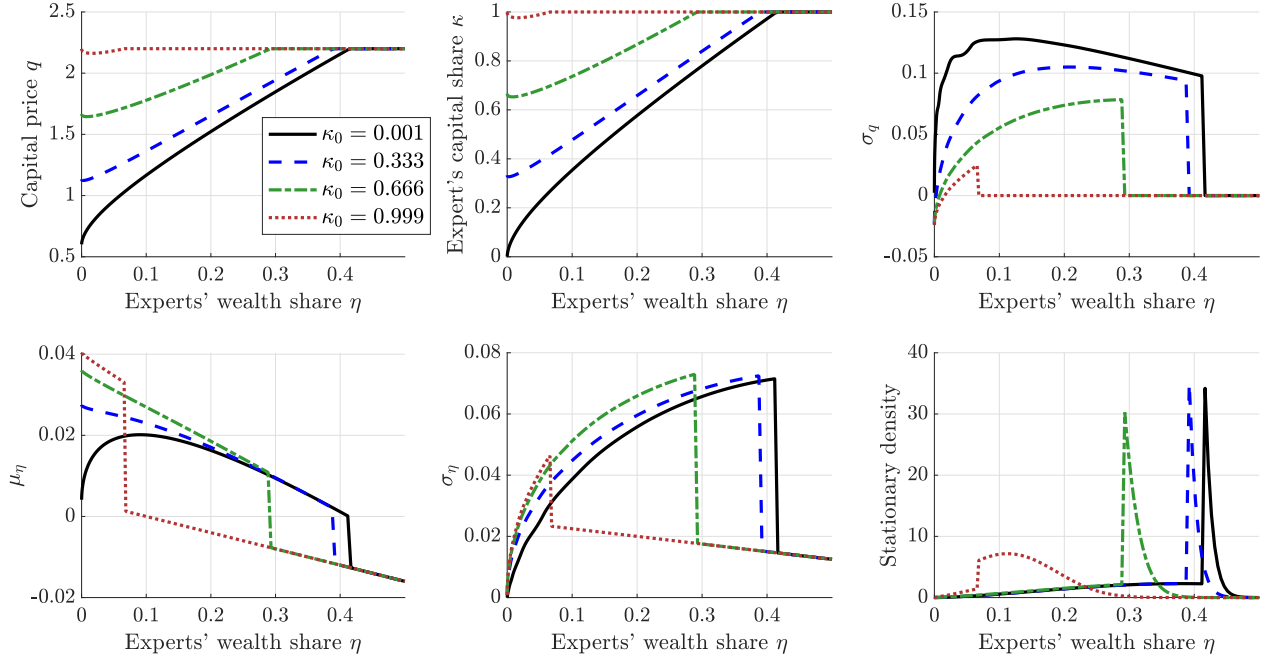 Capital price q
2.5
2
1.5
1
0.5
0 0.1 0.2 0.3 0.4
Experts' wealth share η
κ₀ = 0.001
κ₀ = 0.333
κ₀ = 0.666
κ₀ = 0.999
Expert's capital share κ
1
0.8
0.6
0.4
0.2
0
0 0.1 0.2 0.3 0.4
Experts' wealth share η
σ_q
0.15
0.1
0.05
0
-0.05
0 0.1 0.2 0.3 0.4
Experts' wealth share η
μ_η
0.04
0.02
0
-0.02
0 0.1 0.2 0.3 0.4
Experts' wealth share η
σ_η
0.08
0.06
0.04
0.02
0
0 0.1 0.2 0.3 0.4
Experts' wealth share η
Stationary density
40
30
20
10
0
0 0.1 0.2 0.3 0.4
Experts' wealth share η